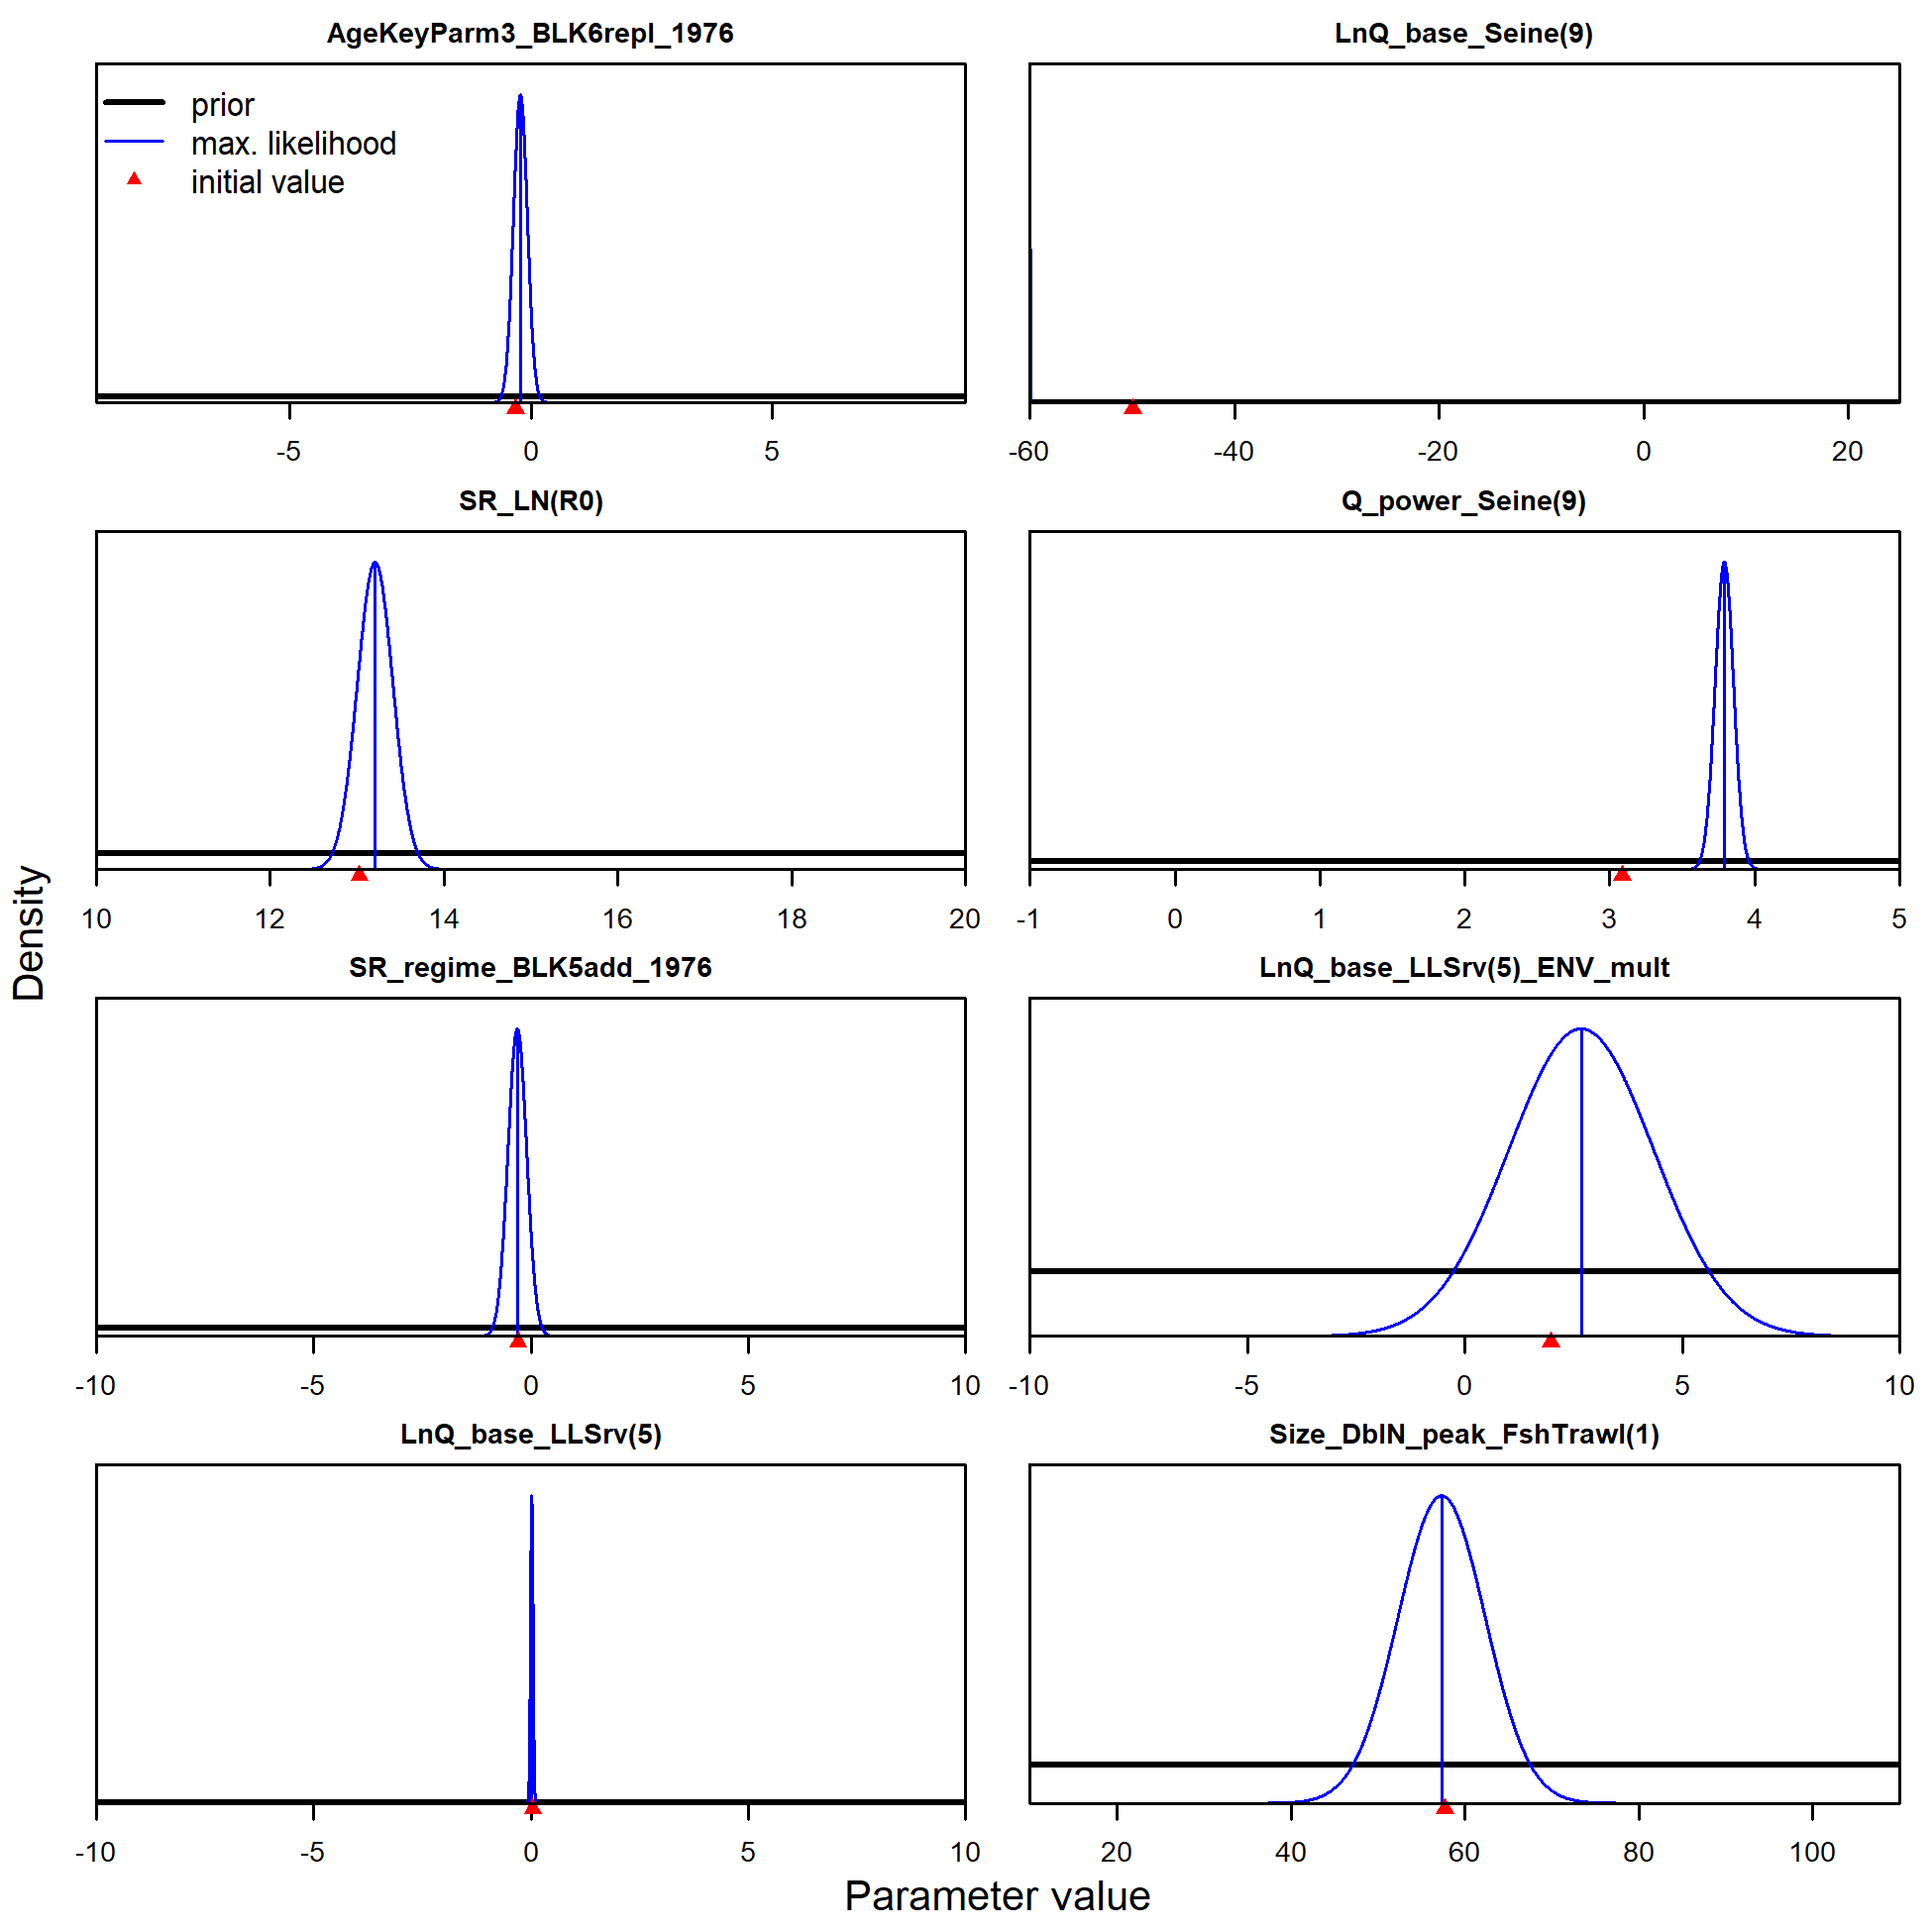 AgeKeyParm3_BLK6repl_1976
prior
max. likelihood
initial value
-5 0 5
LnQ_base_Seine(9)
-60 -40 -20 0 20
SR_LN(R0)
10 12 14 16 18 20
Q_power_Seine(9)
-1 0 1 2 3 4 5
SR_regime_BLK5add_1976
-10 -5 0 5 10
LnQ_base_LLSrv(5)_ENV_mult
-10 -5 0 5 10
LnQ_base_LLSrv(5)
-10 -5 0 5 10
Size_DblN_peak_FshTrawl(1)
20 40 60 80 100
Density
Parameter value